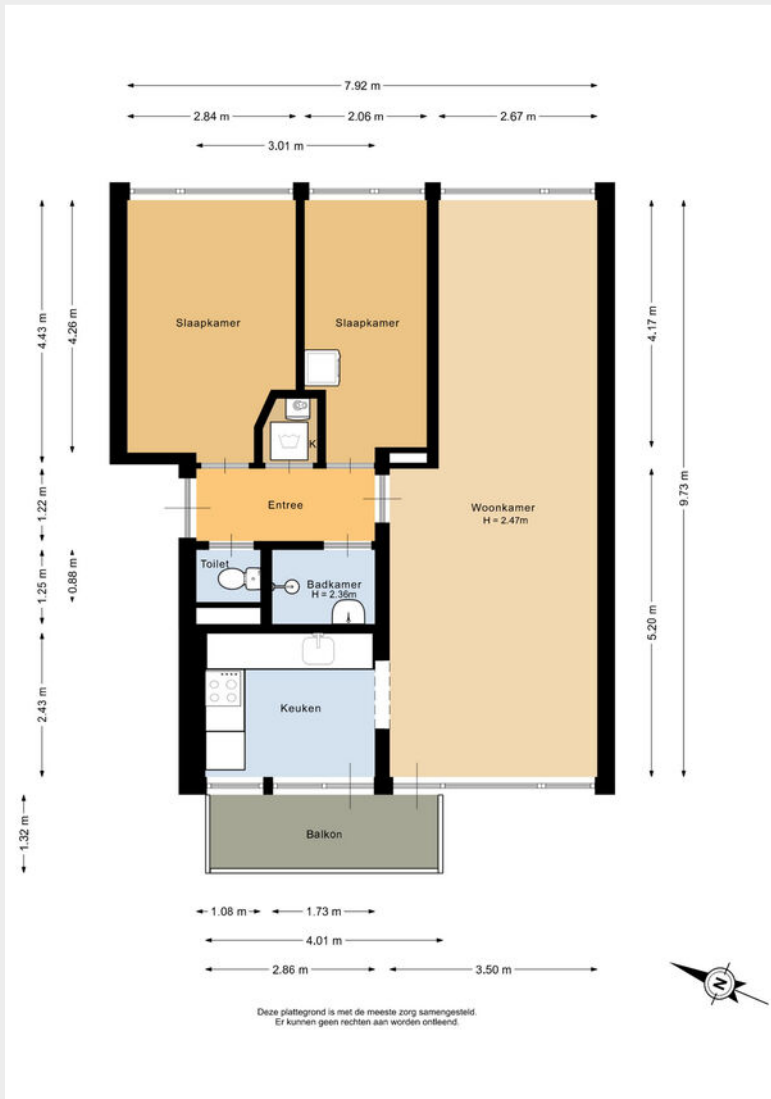 7.92 m
2.84 m
2.06 m
2.67 m
3.01 m
4.43 m
4.26 m
4.17 m
9.73 m
Slaapkamer
Slaapkamer
K
1.22 m
Entree
Woonkamer
H = 2.47m
1.25 m
0.88 m
Toilet
Badkamer
H = 2.36m
5.20 m
2.43 m
Keuken
1.32 m
Balkon
1.08 m
1.73 m
4.01 m
2.86 m
3.50 m
N
Deze plattegrond is met de meeste zorg samengesteld.
Er kunnen geen rechten aan worden ontleend.